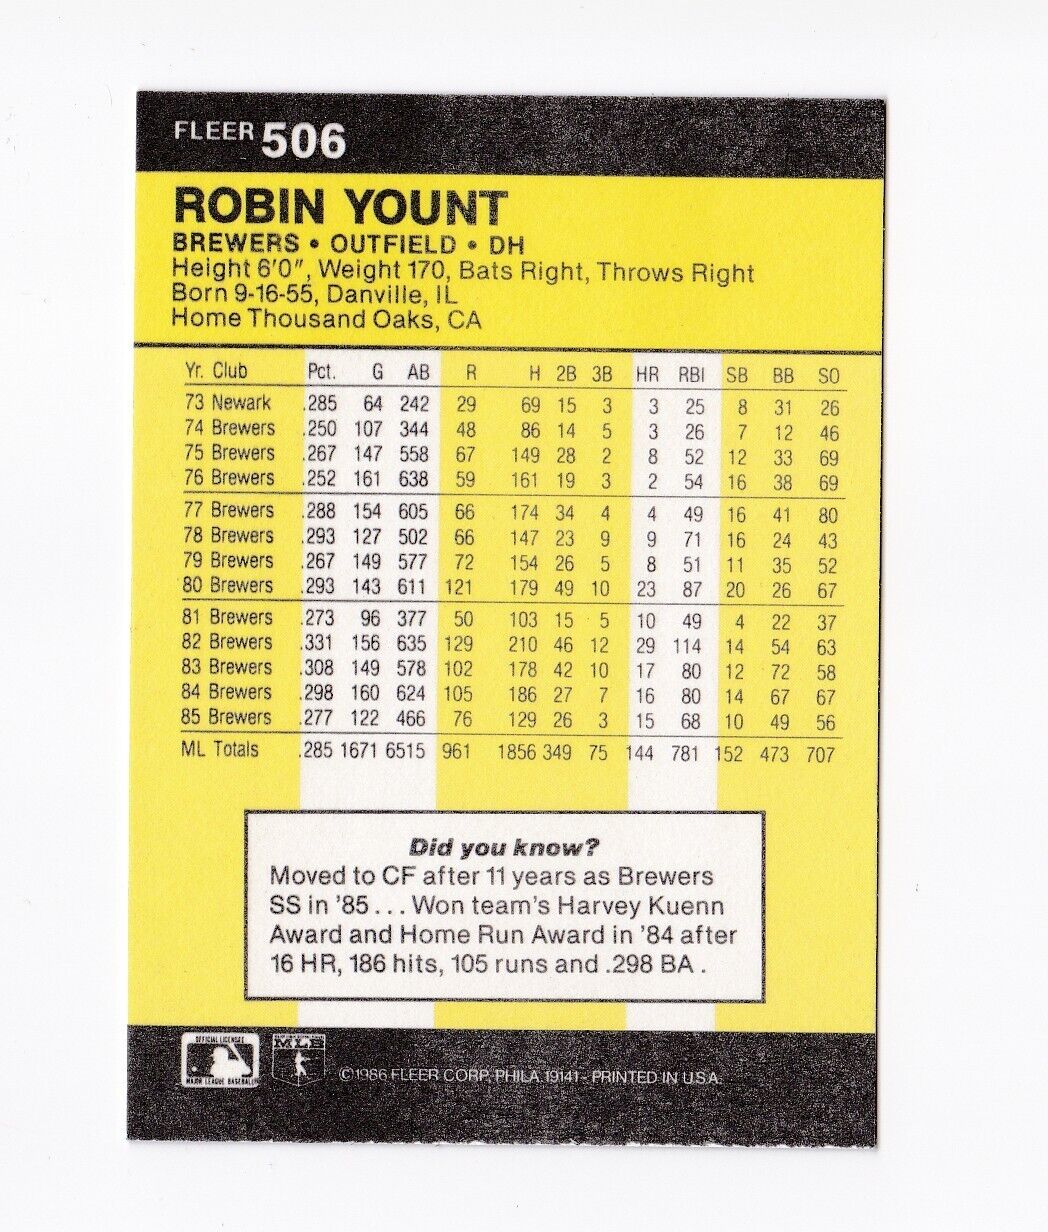 FLEER 506
ROBIN YOUNT
BREWERS • OUTFIELD • DH
Height 6'0", Weight 170, Bats Right, Throws Right
Born 9-16-55, Danville, IL
Home Thousand Oaks, CA
Yr. Club Pct. G AB R H 2B 3B HR RBI SB BB SO
73 Newark .285 64 242 29 69 15 3 3 25 8 31 26
74 Brewers .250 107 344 48 86 14 5 3 26 7 12 46
75 Brewers .267 147 558 67 149 28 2 8 52 12 33 69
76 Brewers .252 161 638 59 161 19 3 2 54 16 38 69
77 Brewers .288 154 605 66 174 34 4 4 49 16 41 80
78 Brewers .293 127 502 66 147 23 9 9 71 16 24 43
79 Brewers .267 149 577 72 154 26 5 8 51 11 35 52
80 Brewers .293 143 611 121 179 49 10 23 87 20 26 67
81 Brewers .273 96 377 50 103 15 5 10 49 4 22 37
82 Brewers .331 156 635 129 210 46 12 29 114 14 54 63
83 Brewers .308 149 578 102 178 42 10 17 80 12 72 58
84 Brewers .298 160 624 105 186 27 7 16 80 14 67 67
85 Brewers .277 122 466 76 129 26 3 15 68 10 49 56
ML Totals .285 1671 6515 961 1856 349 75 144 781 152 473 707
Did you know?
Moved to CF after 11 years as Brewers
SS in '85... Won team's Harvey Kuenn
Award and Home Run Award in '84 after
16 HR, 186 hits, 105 runs and .298 BA.
OFFICIAL LICENSEE
MAJOR LEAGUE BASEBALL
©1986 FLEER CORP. PHILA. 19141 - PRINTED IN U.S.A.